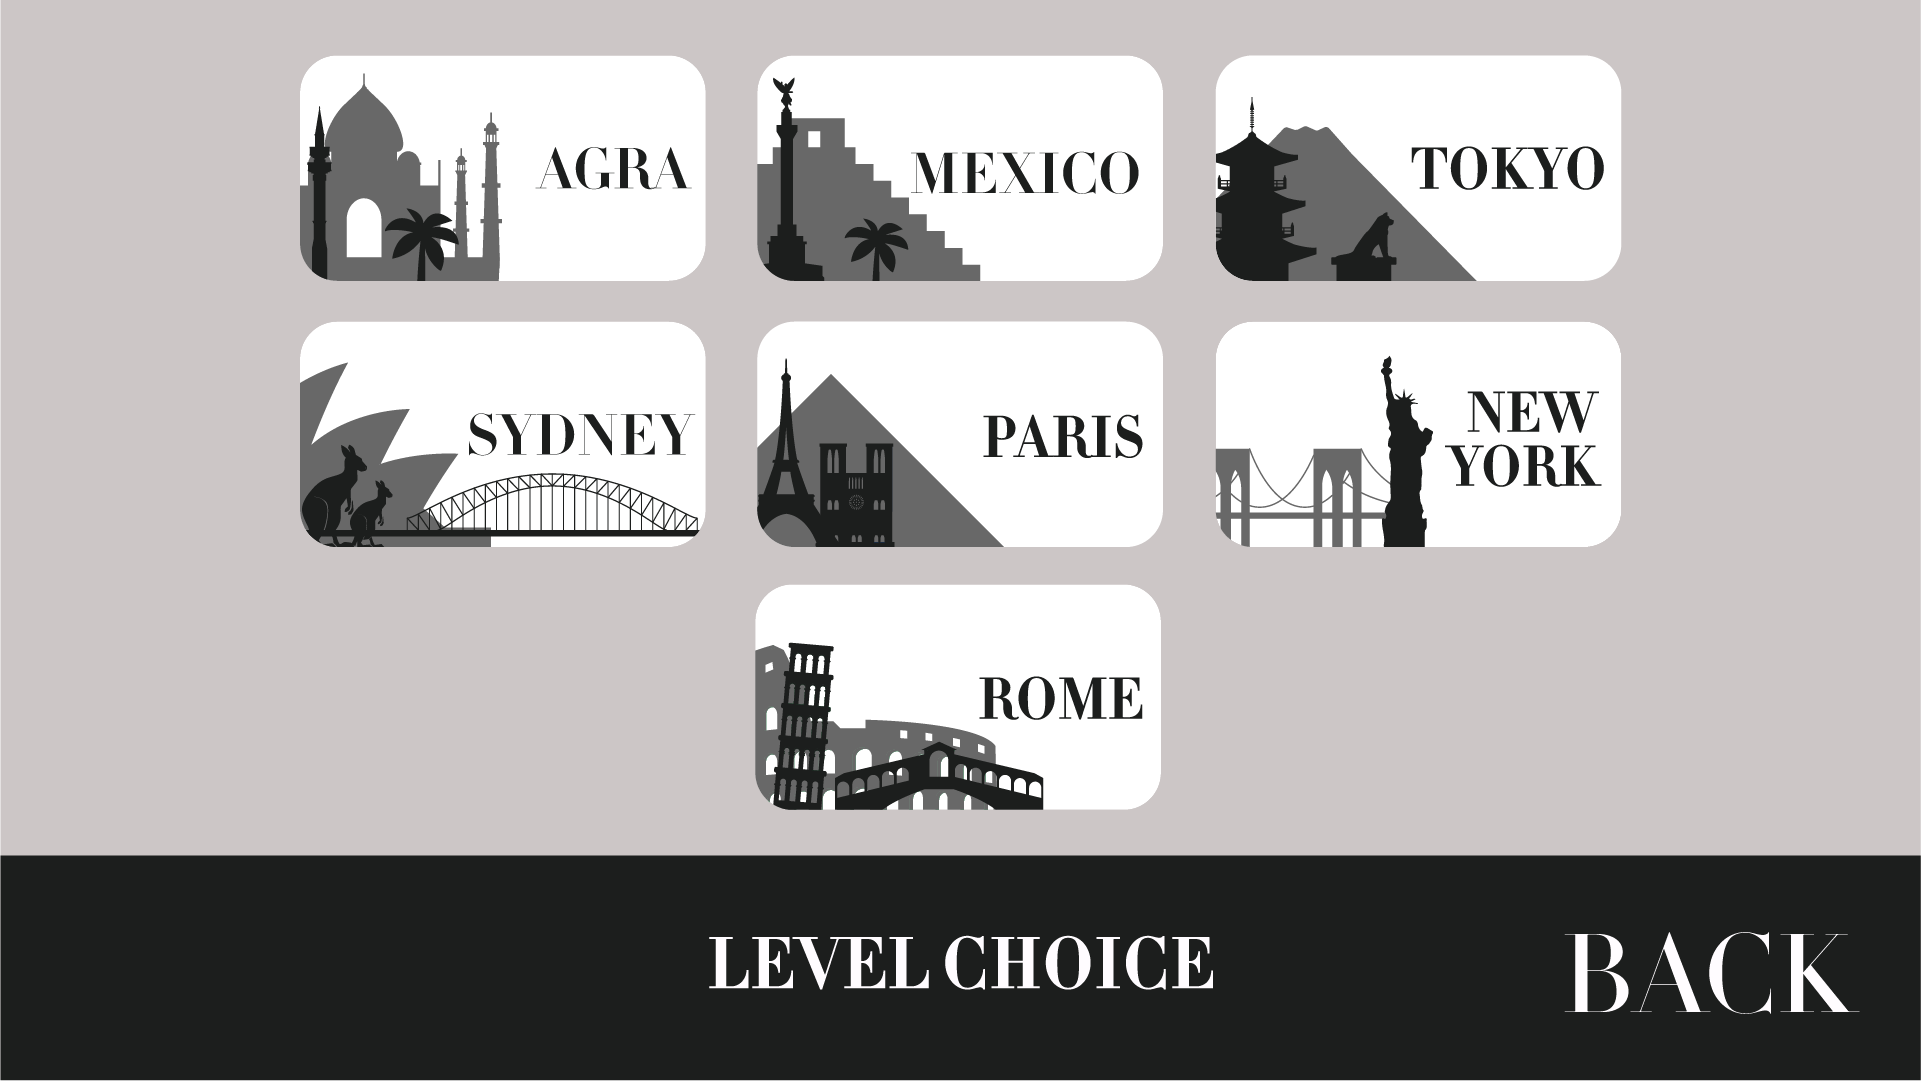 AGRA
MEXICO
TOKYO
SYDNEY
PARIS
NEW
YORK
ROME
LEVEL CHOICE
BACK